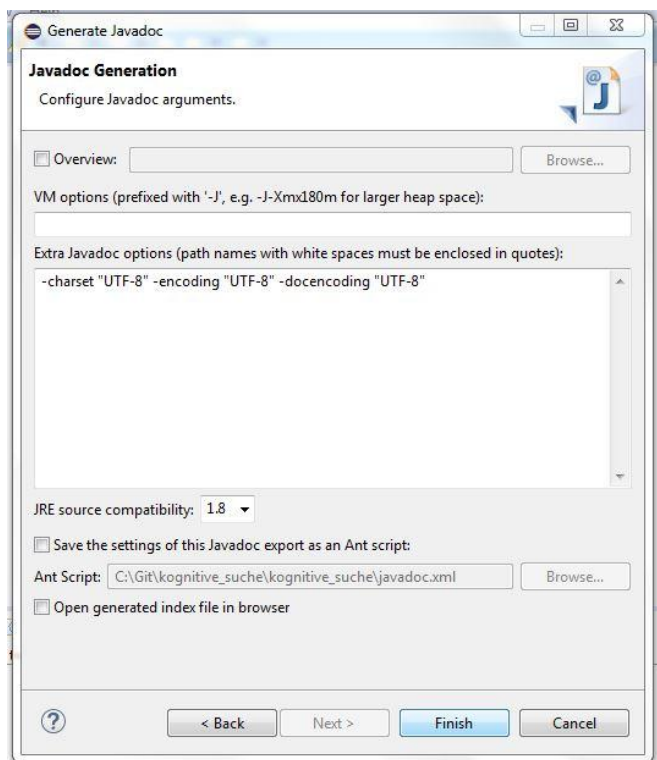 Generate Javadoc
Javadoc Generation
Configure Javadoc arguments.
@
J
Overview:
Browse...
VM options (prefixed with '-J', e.g. -J-Xmx180m for larger heap space):
Extra Javadoc options (path names with white spaces must be enclosed in quotes):
-charset "UTF-8" -encoding "UTF-8" -docencoding "UTF-8"
JRE source compatibility: 1.8
Save the settings of this Javadoc export as an Ant script:
Ant Script: C:\Git\kognitive_suche\kognitive_suche\javadoc.xml Browse...
Open generated index file in browser
? < Back Next > Finish Cancel